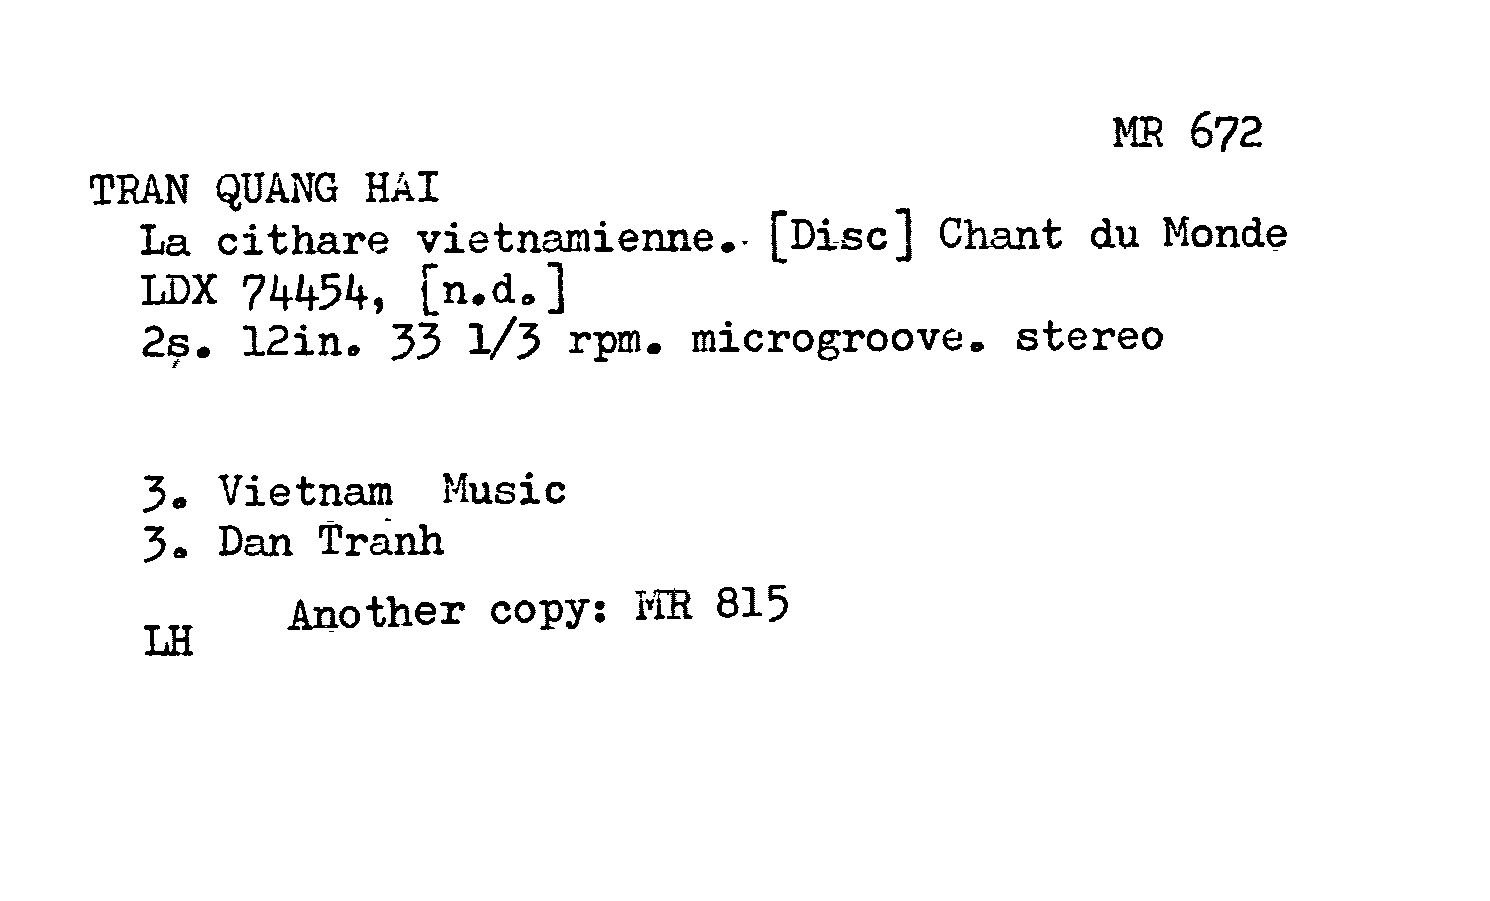 MR 672
TRAN QUANG HAI
La cithare vietnamienne. [Disc] Chant du Monde
LDX 74454, [n.d.]
2s. 12in. 33 1/3 rpm. microgroove. stereo
3. Vietnam Music
3. Dan Tranh
Another copy: MR 815
LH